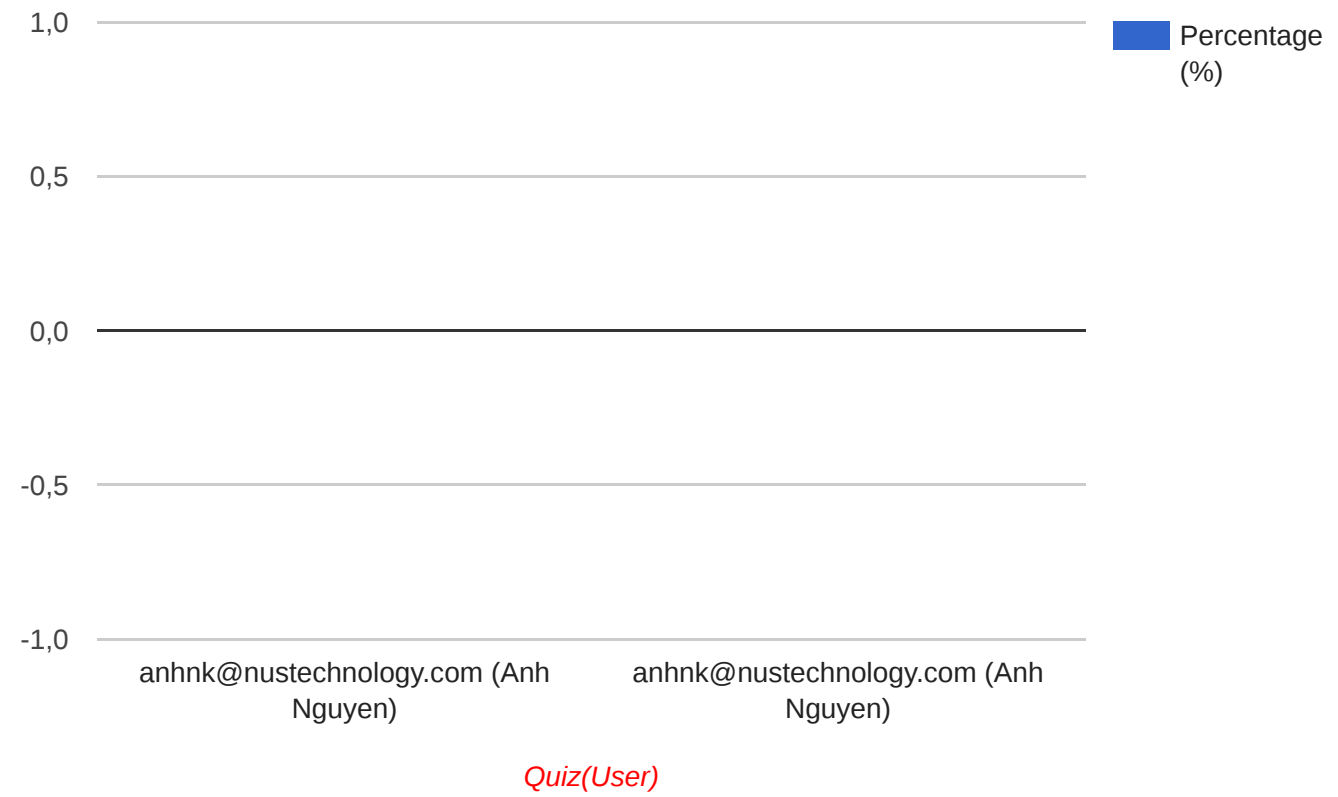 1,0
Percentage
(%)
0,5
0,0
-0,5
-1,0
anhnk@nustechnology.com (Anh
Nguyen)
anhnk@nustechnology.com (Anh
Nguyen)
Quiz(User)